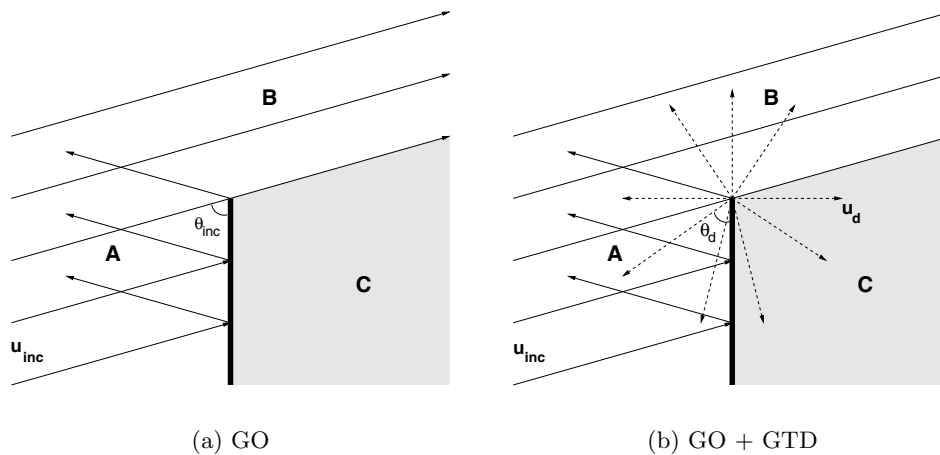 B
θinc
A
C
uinc
(a) GO
B
ud
θd
A
C
uinc
(b) GO + GTD